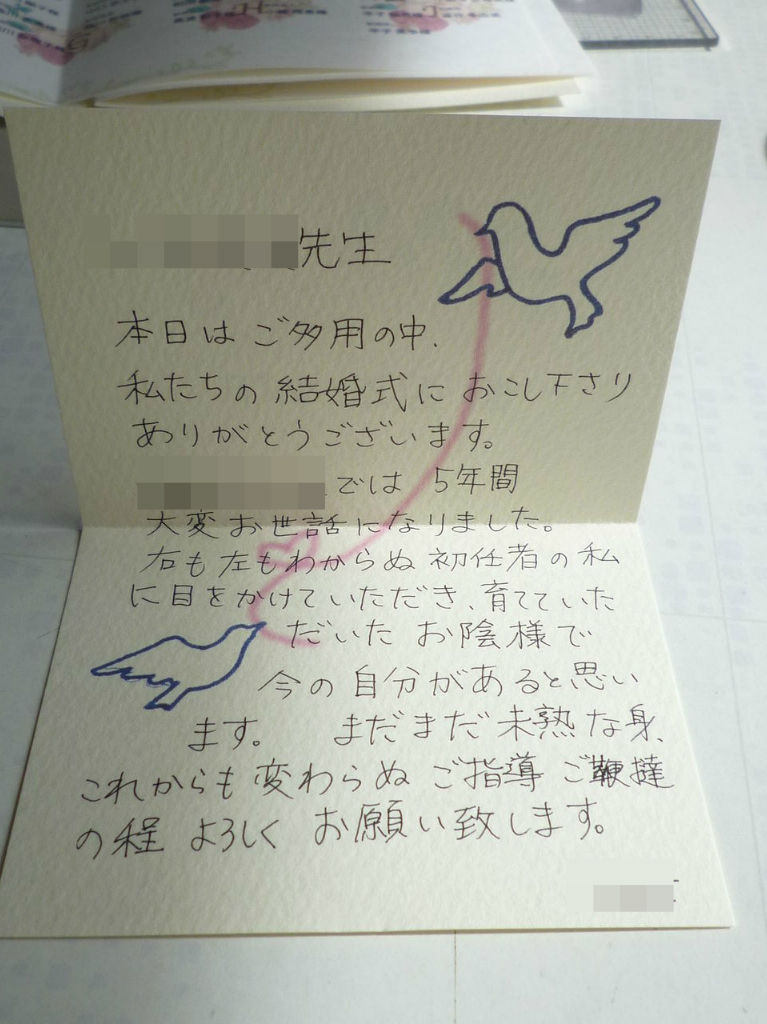 先生
本日はご多用の中、
私たちの結婚式におこし下さり
ありがとうございます。
では 5年間
大変お世話になりました。
右も左もわからぬ初任者の私
に目をかけていただき、育てていた
だいた お陰様で
今の自分があると思い
ます。 まだまだ未熟な身、
これからも変わらぬ ご指導 ご鞭撻
の程 よろしく お願い致します。